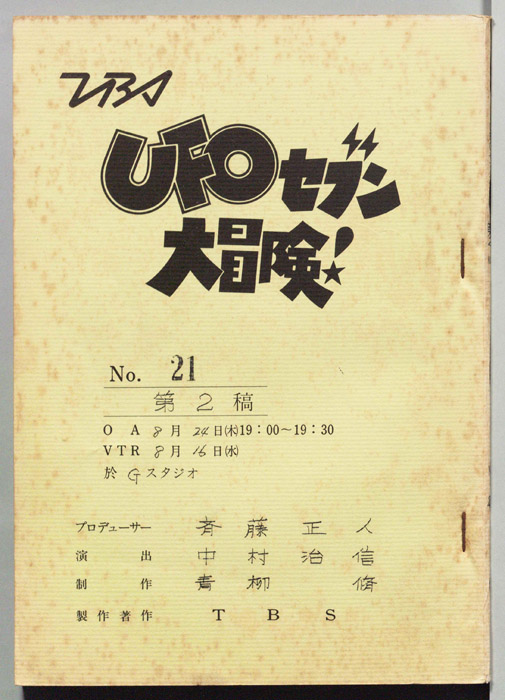 TBS
UFOセブン
大冒険!
No. 21
第2稿
O A 8月 24日(木)19:00〜19:30
VTR 8月 16日(水)
於 Gスタジオ
プロデューサー 斉藤正人
演出 中村治信
制作 青柳脩
製作著作 TBS